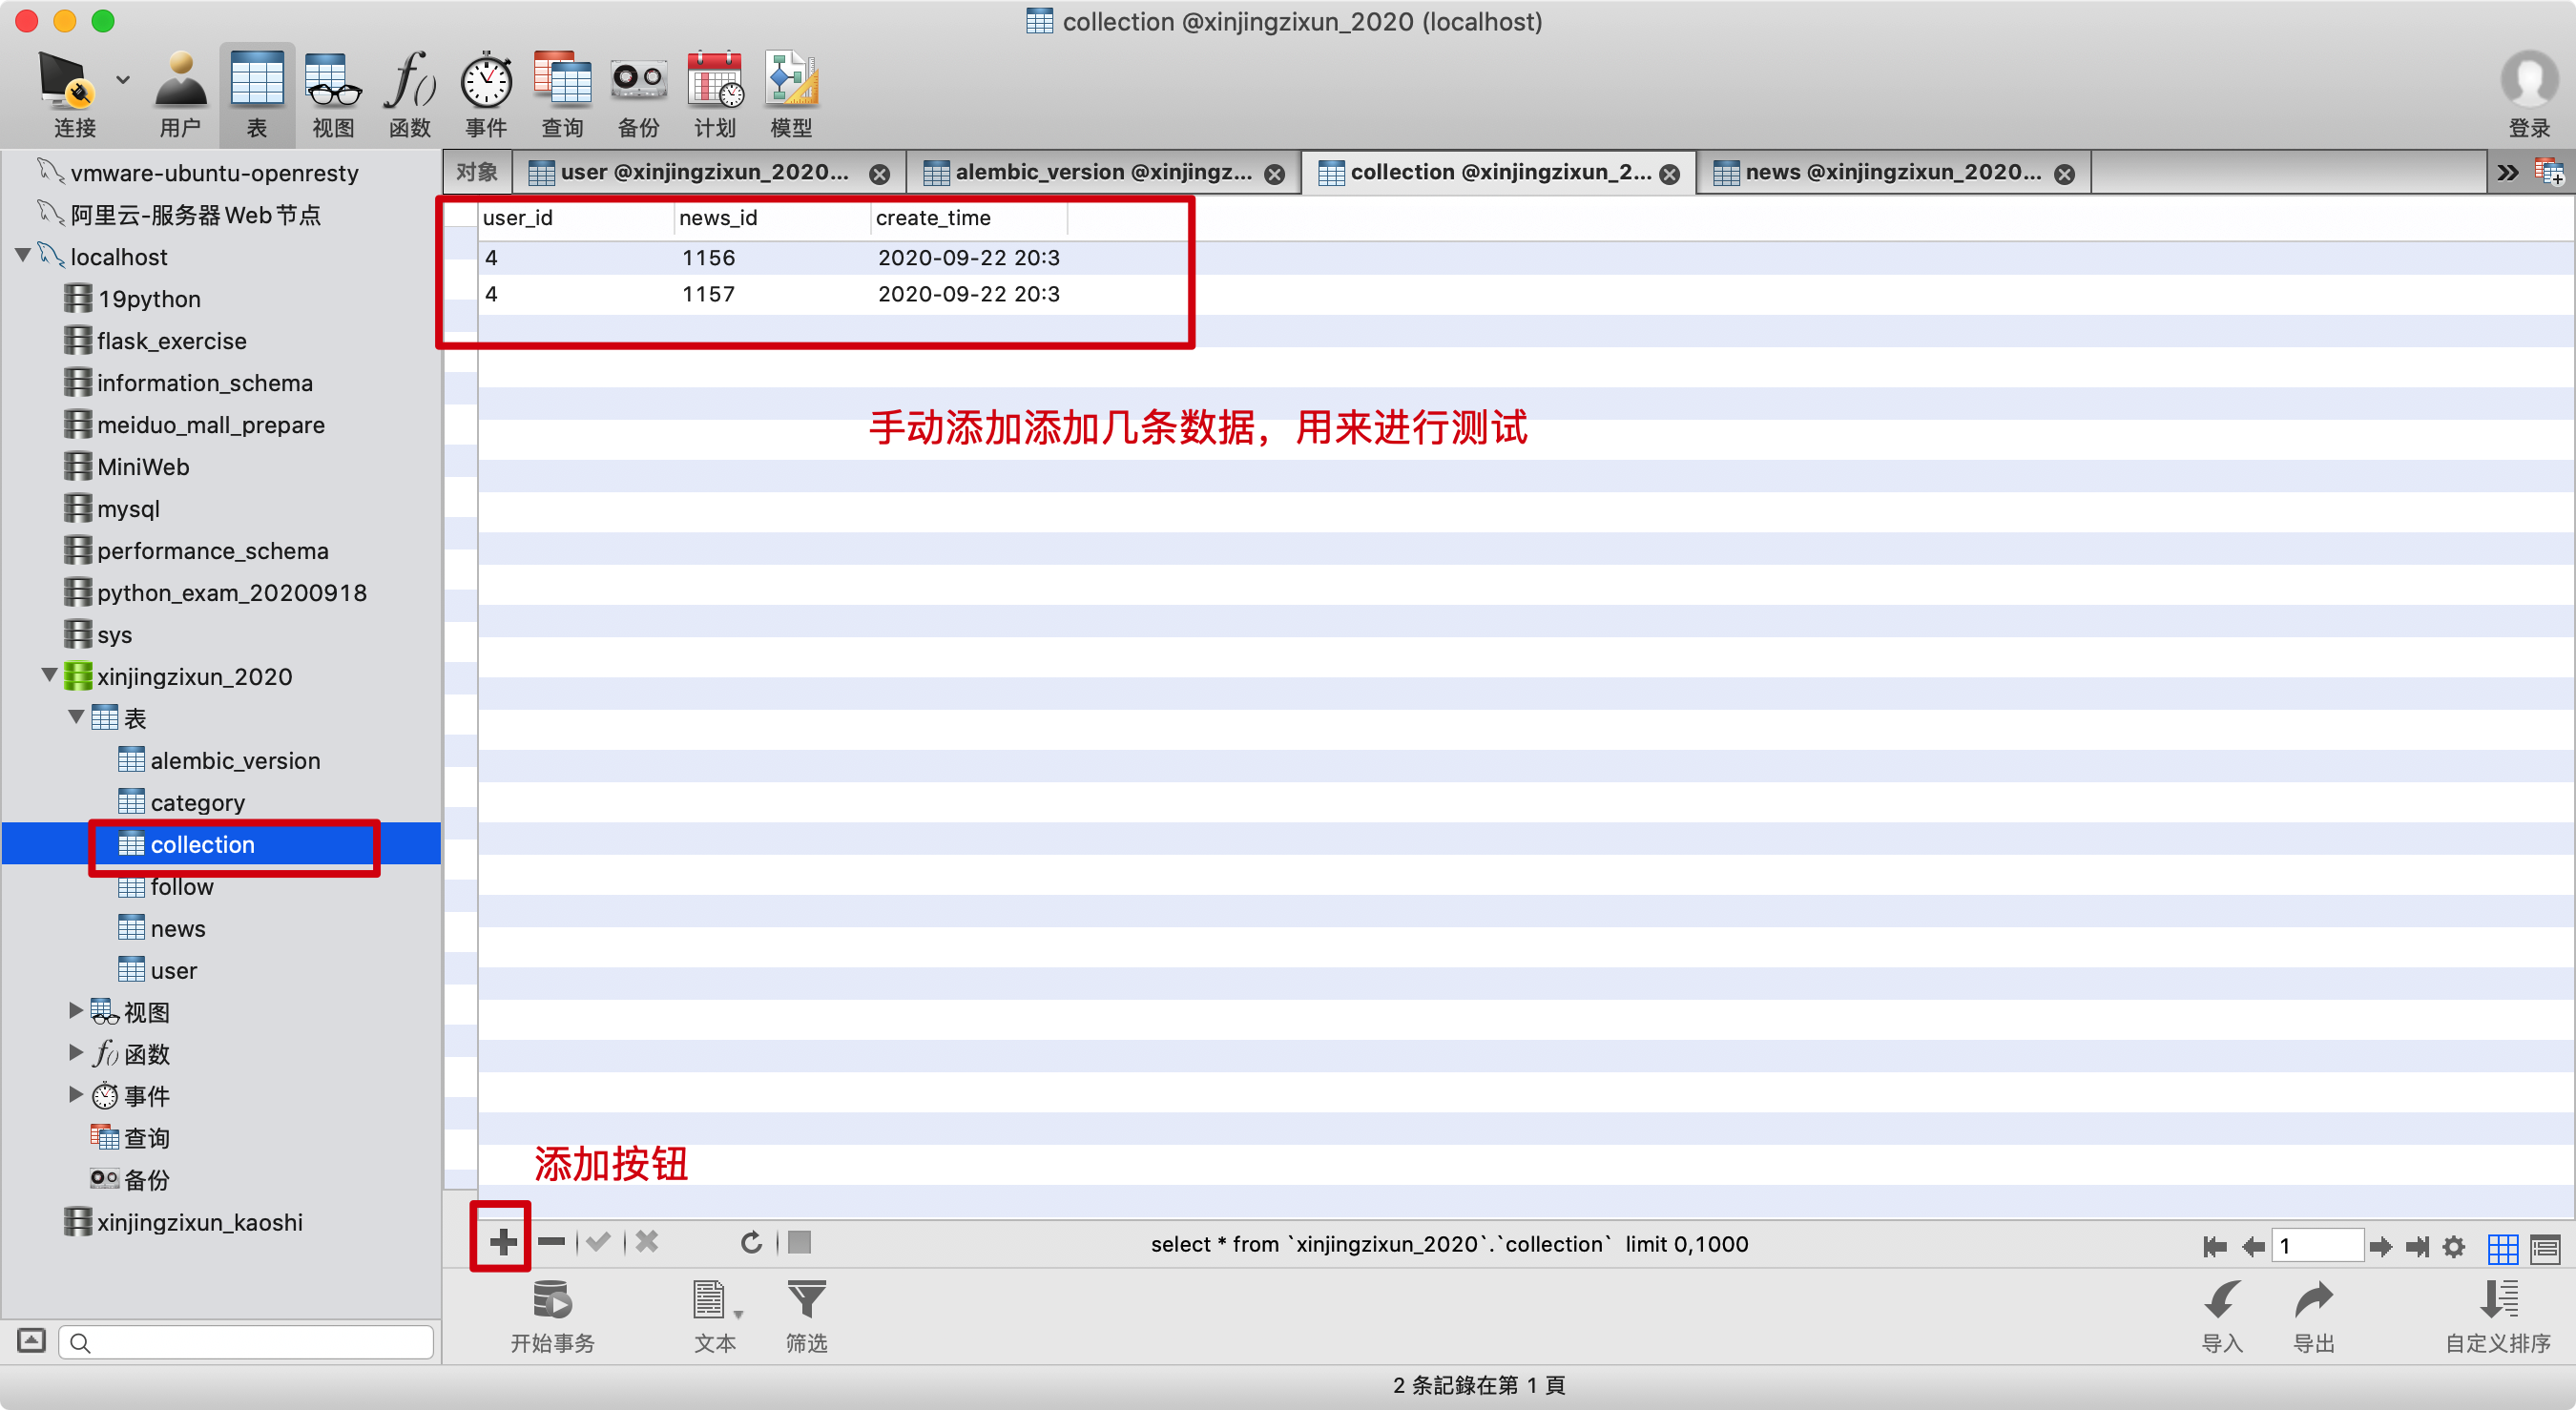 collection @xinjingzixun_2020 (localhost)
连接
用户
表
视图
函数
事件
查询
备份
计划
模型
登录
vmware-ubuntu-openresty
阿里云-服务器Web节点
localhost
19python
flask_exercise
information_schema
meiduo_mall_prepare
MiniWeb
mysql
performance_schema
python_exam_20200918
sys
xinjingzixun_2020
表
alembic_version
category
collection
follow
news
user
视图
函数
事件
查询
备份
xinjingzixun_kaoshi
对象
user @xinjingzixun_2020...
alembic_version @xinjingz...
collection @xinjingzixun_2...
news @xinjingzixun_2020...
user_id news_id create_time
4 1156 2020-09-22 20:3
4 1157 2020-09-22 20:3
手动添加添加几条数据，用来进行测试
添加按钮
select * from `xinjingzixun_2020`.`collection` limit 0,1000
1
开始事务
文本
筛选
导入
导出
自定义排序
2 条記錄在第 1 頁